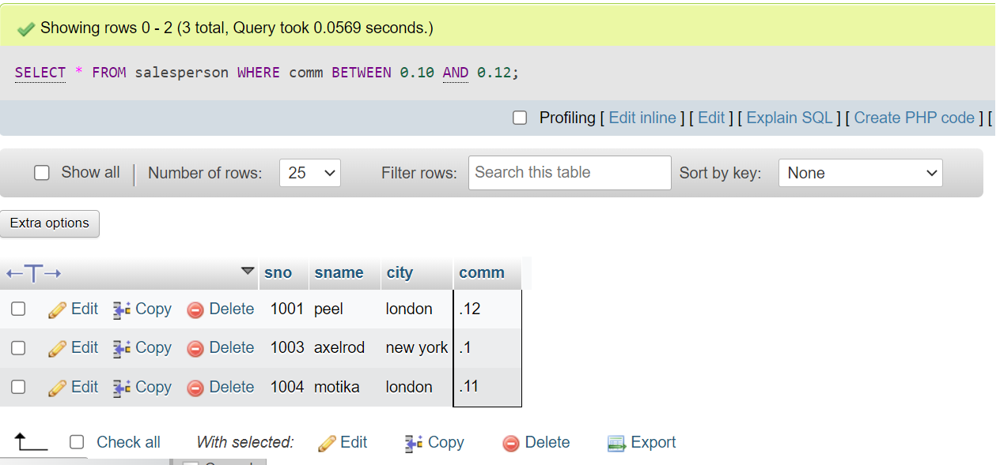 Showing rows 0 - 2 (3 total, Query took 0.0569 seconds.)
SELECT * FROM salesperson WHERE comm BETWEEN 0.10 AND 0.12;
Profiling [ Edit inline ] [ Edit ] [ Explain SQL ] [ Create PHP code ] [
Show all | Number of rows: 25 Filter rows: Search this table Sort by key: None
Extra options
←T→ sno sname city comm
Edit Copy Delete 1001 peel london .12
Edit Copy Delete 1003 axelrod new york .1
Edit Copy Delete 1004 motika london .11
Check all With selected: Edit Copy Delete Export